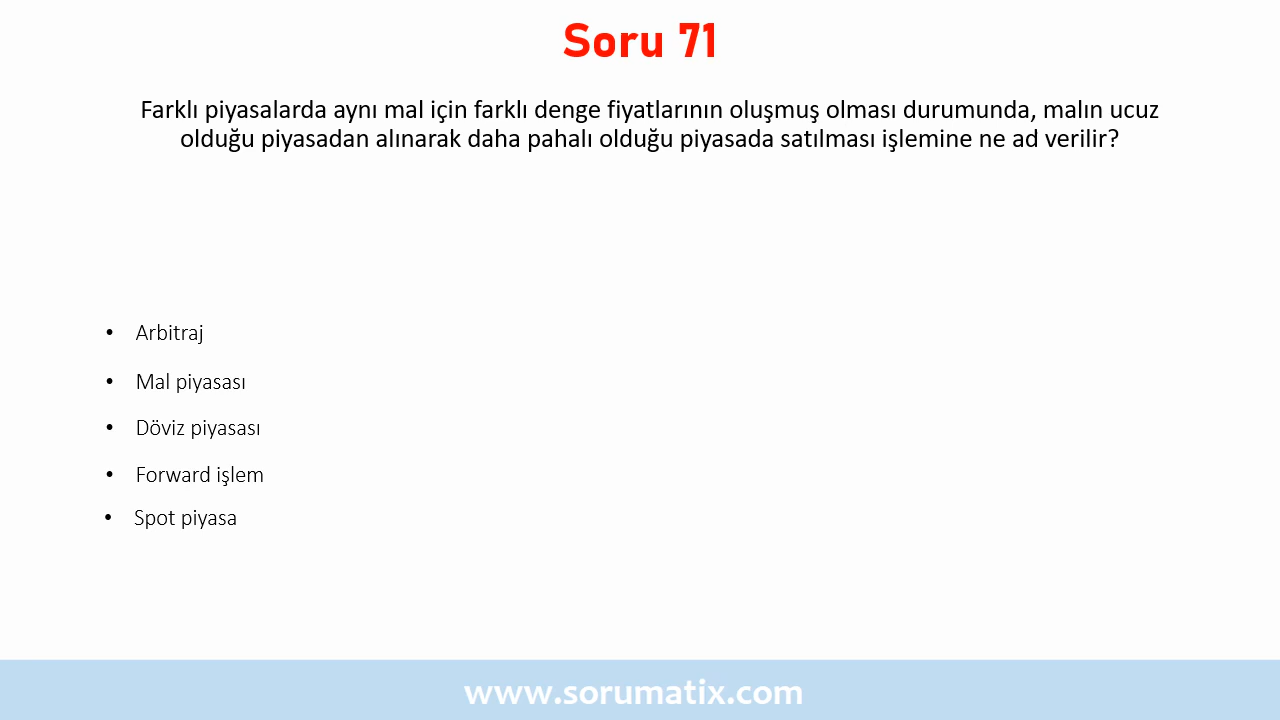 Soru 71
Farklı piyasalarda aynı mal için farklı denge fiyatlarının oluşmuş olması durumunda, malın ucuz
olduğu piyasadan alınarak daha pahalı olduğu piyasada satılması işlemine ne ad verilir?
• Arbitraj
• Mal piyasası
• Döviz piyasası
• Forward işlem
• Spot piyasa
www.sorumatix.com